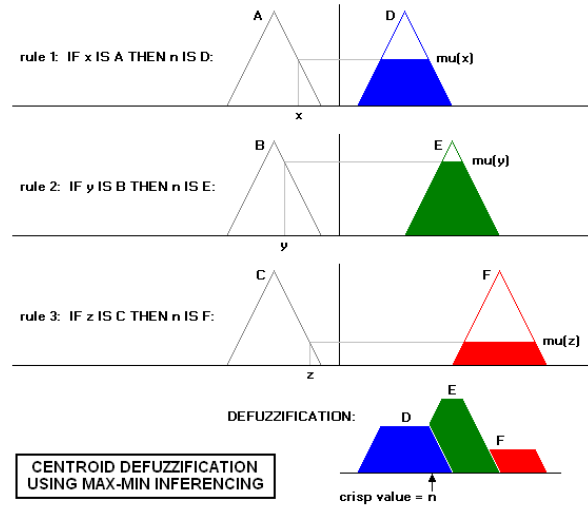 A
D
rule 1: IF x IS A THEN n IS D:
mu(x)
x
B
E
mu(y)
rule 2: IF y IS B THEN n IS E:
y
C
F
rule 3: IF z IS C THEN n IS F:
mu(z)
z
E
DEFUZZIFICATION:
D
F
CENTROID DEFUZZIFICATION
USING MAX-MIN INFERENCING
crisp value = n